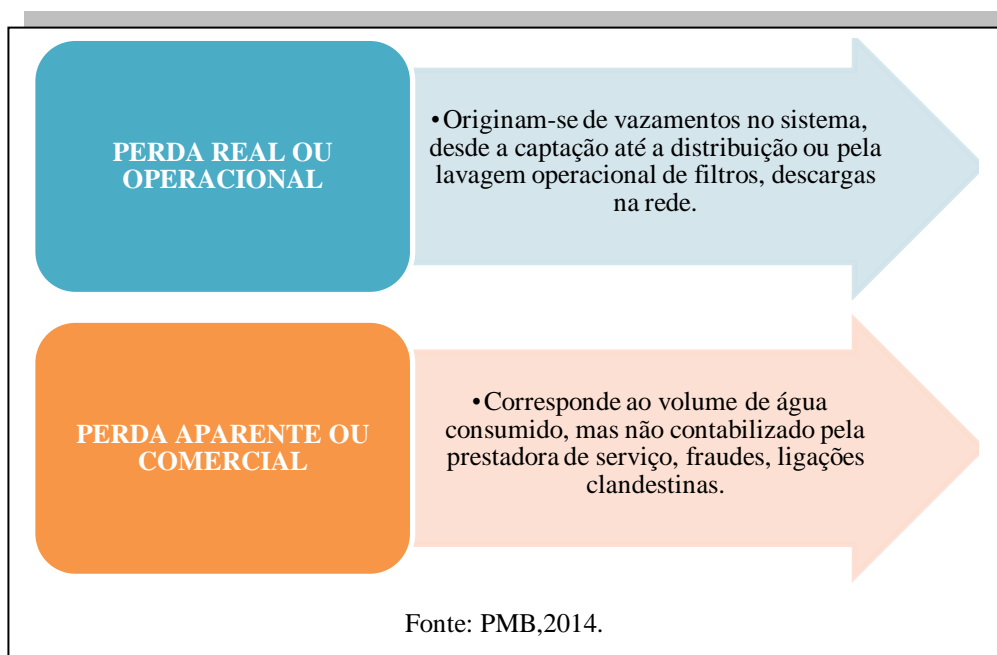 PERDA REAL OU
OPERACIONAL
•Originam-se de vazamentos no sistema,
desde a captação até a distribuição ou pela
lavagem operacional de filtros, descargas
na rede.
PERDA APARENTE OU
COMERCIAL
•Corresponde ao volume de água
consumido, mas não contabilizado pela
prestadora de serviço, fraudes, ligações
clandestinas.
Fonte: PMB,2014.